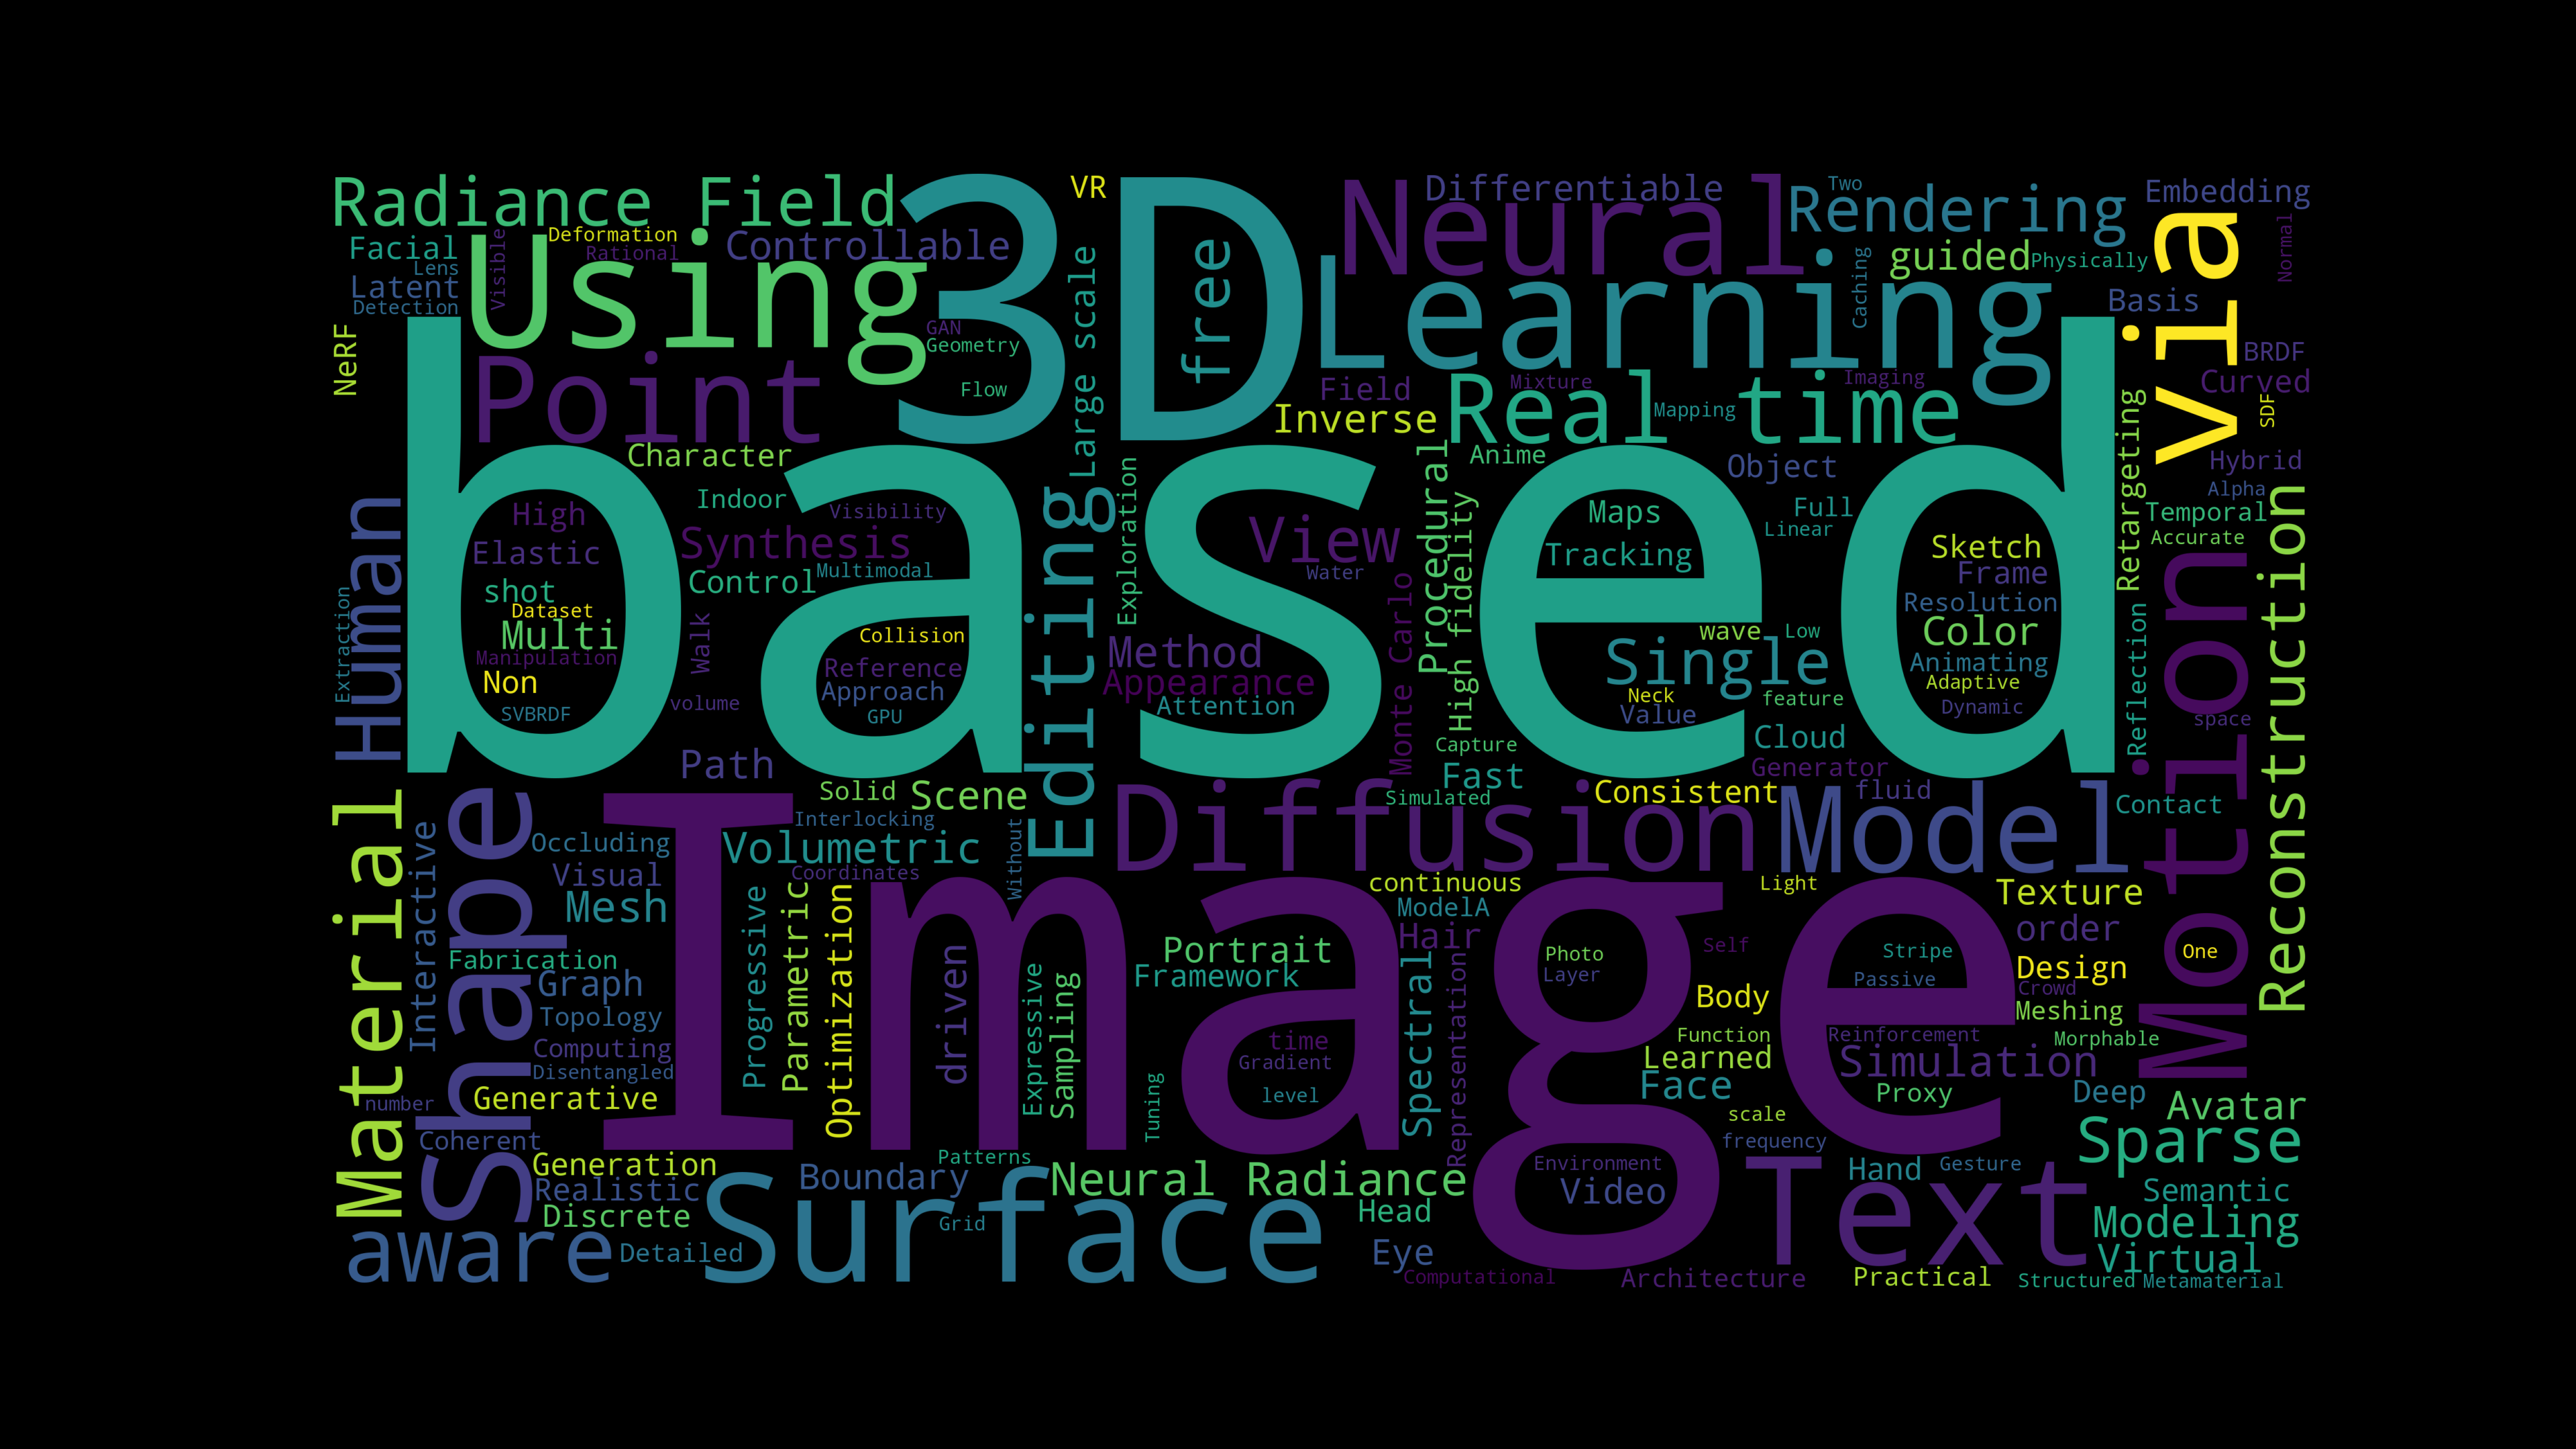 Radiance Field
3D
VR
Neural
Differentiable
Rendering
Two
Embedding
Facial
Deformation
Rational
Visible
Using
Controllable
free
Learning
guided
Physically
Caching
via
Normal
Lens
Latent
Detection
Basis
NeRF
GAN
Geometry
Flow
Large scale
BRDF
Curved
SDF
Point
Field
Inverse
Mixture
Imaging
Real time
Mapping
Retargeting
based
Character
Anime
Object
Hybrid
Alpha
Temporal
Accurate
Human
Indoor
Visibility
High
Elastic
Synthesis
Multimodal
Control
shot
Dataset
Multi
Manipulation
Non
SVBRDF
Extraction
Walk
volume
Collision
Reference
Approach
GPU
Path
Editing
Exploration
View
Water
Method
Appearance
Attention
Monte Carlo
Procedural
High fidelity
Maps
Tracking
Full
Linear
wave
Low
Single
Neck
Value
feature
Cloud
Generator
Sketch
Frame
Resolution
Color
Animating
Adaptive
Dynamic
Reflection
space
Motion
Reconstruction
Capture
Fast
Simulated
Consistent
fluid
Contact
Material
Shape
Interactive
Solid
Scene
Interlocking
Volumetric
Coordinates
Without
Diffusion
Model
Image
Occluding
Visual
Mesh
Fabrication
Graph
Topology
Computing
Disentangled
Generative
number
Coherent
Progressive
Parametric
Optimization
driven
Expressive
Sampling
Tuning
continuous
ModelA
Hair
Portrait
Framework
Spectral
Representation
time
Gradient
level
Photo
Layer
Self
Light
Texture
order
Stripe
Passive
Design
One
Crowd
Meshing
Morphable
Body
Function
Learned
Face
Reinforcement
Simulation
Proxy
Deep
scale
frequency
Avatar
Sparse
Generation
Realistic
Discrete
Patterns
Boundary
Grid
Neural Radiance
Head
Environment
Video
Text
Hand
Gesture
Semantic
Modeling
Virtual
aware
Detailed
Surface
Eye
Computational
Architecture
Practical
Structured
Metamaterial